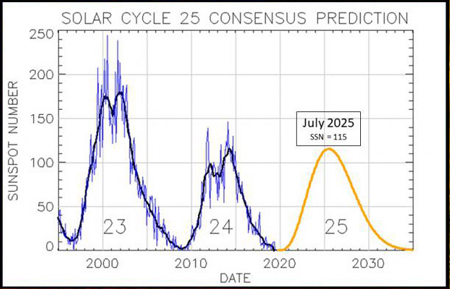 SOLAR CYCLE 25 CONSENSUS PREDICTION
SUNSPOT NUMBER
250
200
150
100
50
0
July 2025
SSN = 115
23
24
25
2000
2010
2020
2030
DATE